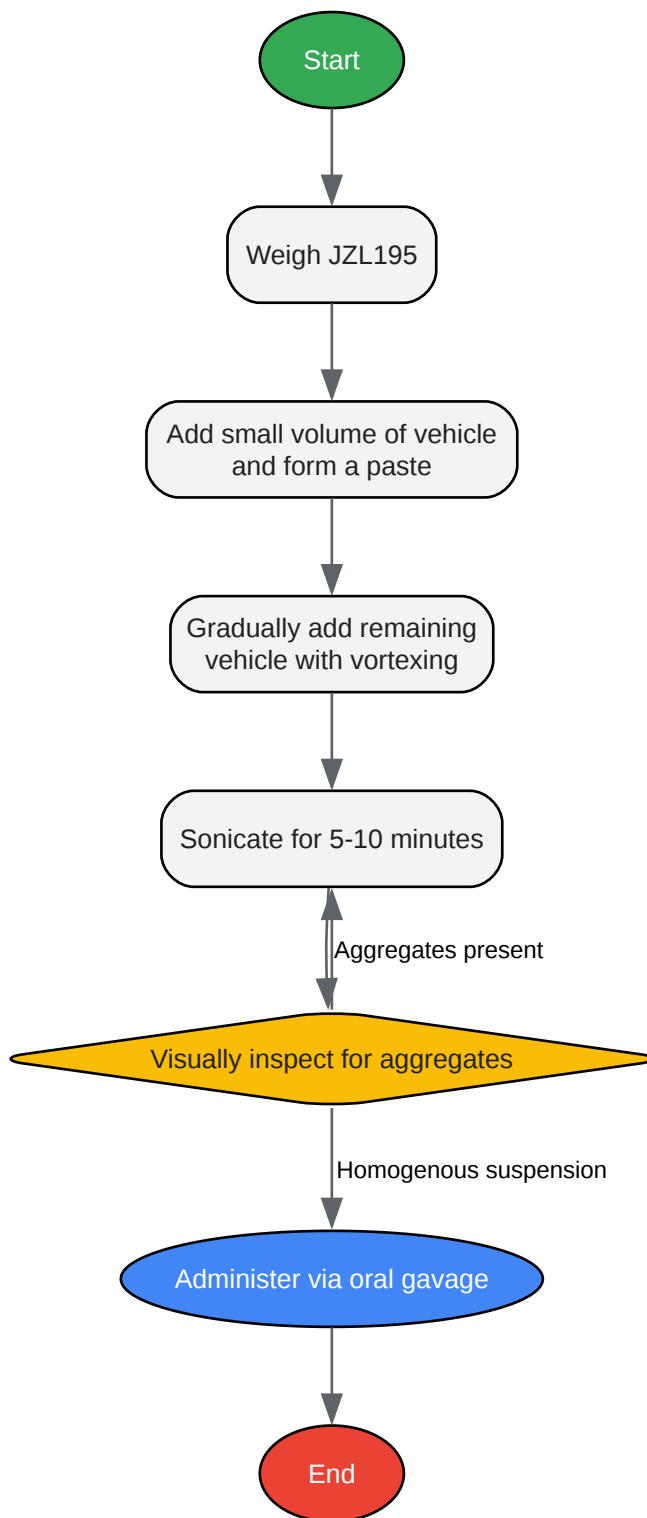 Start
Weigh JZL195
Add small volume of vehicle
and form a paste
Gradually add remaining
vehicle with vortexing
Sonicate for 5-10 minutes
Aggregates present
Visually inspect for aggregates
Homogenous suspension
Administer via oral gavage
End